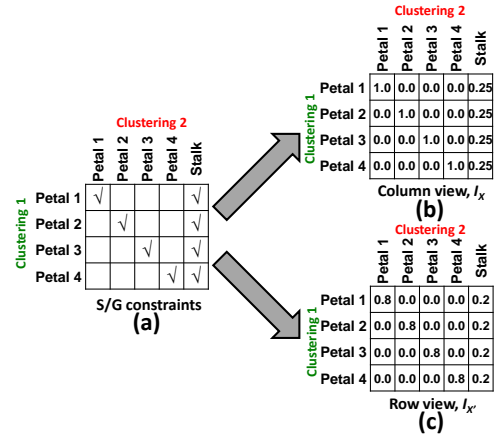 Clustering 2
Petal 1 Petal 2 Petal 3 Petal 4 Stalk
Clustering 1
Petal 1 √ √
Petal 2 √ √
Petal 3 √ √
Petal 4 √ √
S/G constraints
(a)
Clustering 2
Petal 1 Petal 2 Petal 3 Petal 4 Stalk
Clustering 1
Petal 1 1.0 0.0 0.0 0.0 0.25
Petal 2 0.0 1.0 0.0 0.0 0.25
Petal 3 0.0 0.0 1.0 0.0 0.25
Petal 4 0.0 0.0 0.0 1.0 0.25
Column view, Ix
(b)
Clustering 2
Petal 1 Petal 2 Petal 3 Petal 4 Stalk
Clustering 1
Petal 1 0.8 0.0 0.0 0.0 0.2
Petal 2 0.0 0.8 0.0 0.0 0.2
Petal 3 0.0 0.0 0.8 0.0 0.2
Petal 4 0.0 0.0 0.0 0.8 0.2
Row view, Ix'
(c)